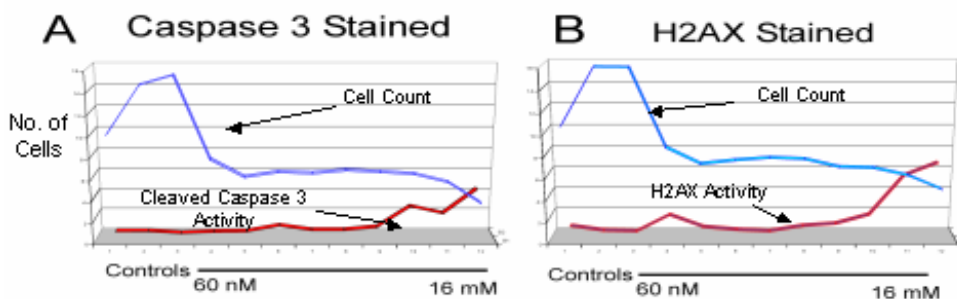 A Caspase 3 Stained
No. of
Cells
Cell Count
Cleaved Caspase 3
Activity
Controls
60 nM
16 mM
B H2AX Stained
Cell Count
H2AX Activity
Controls
60 nM
16 mM